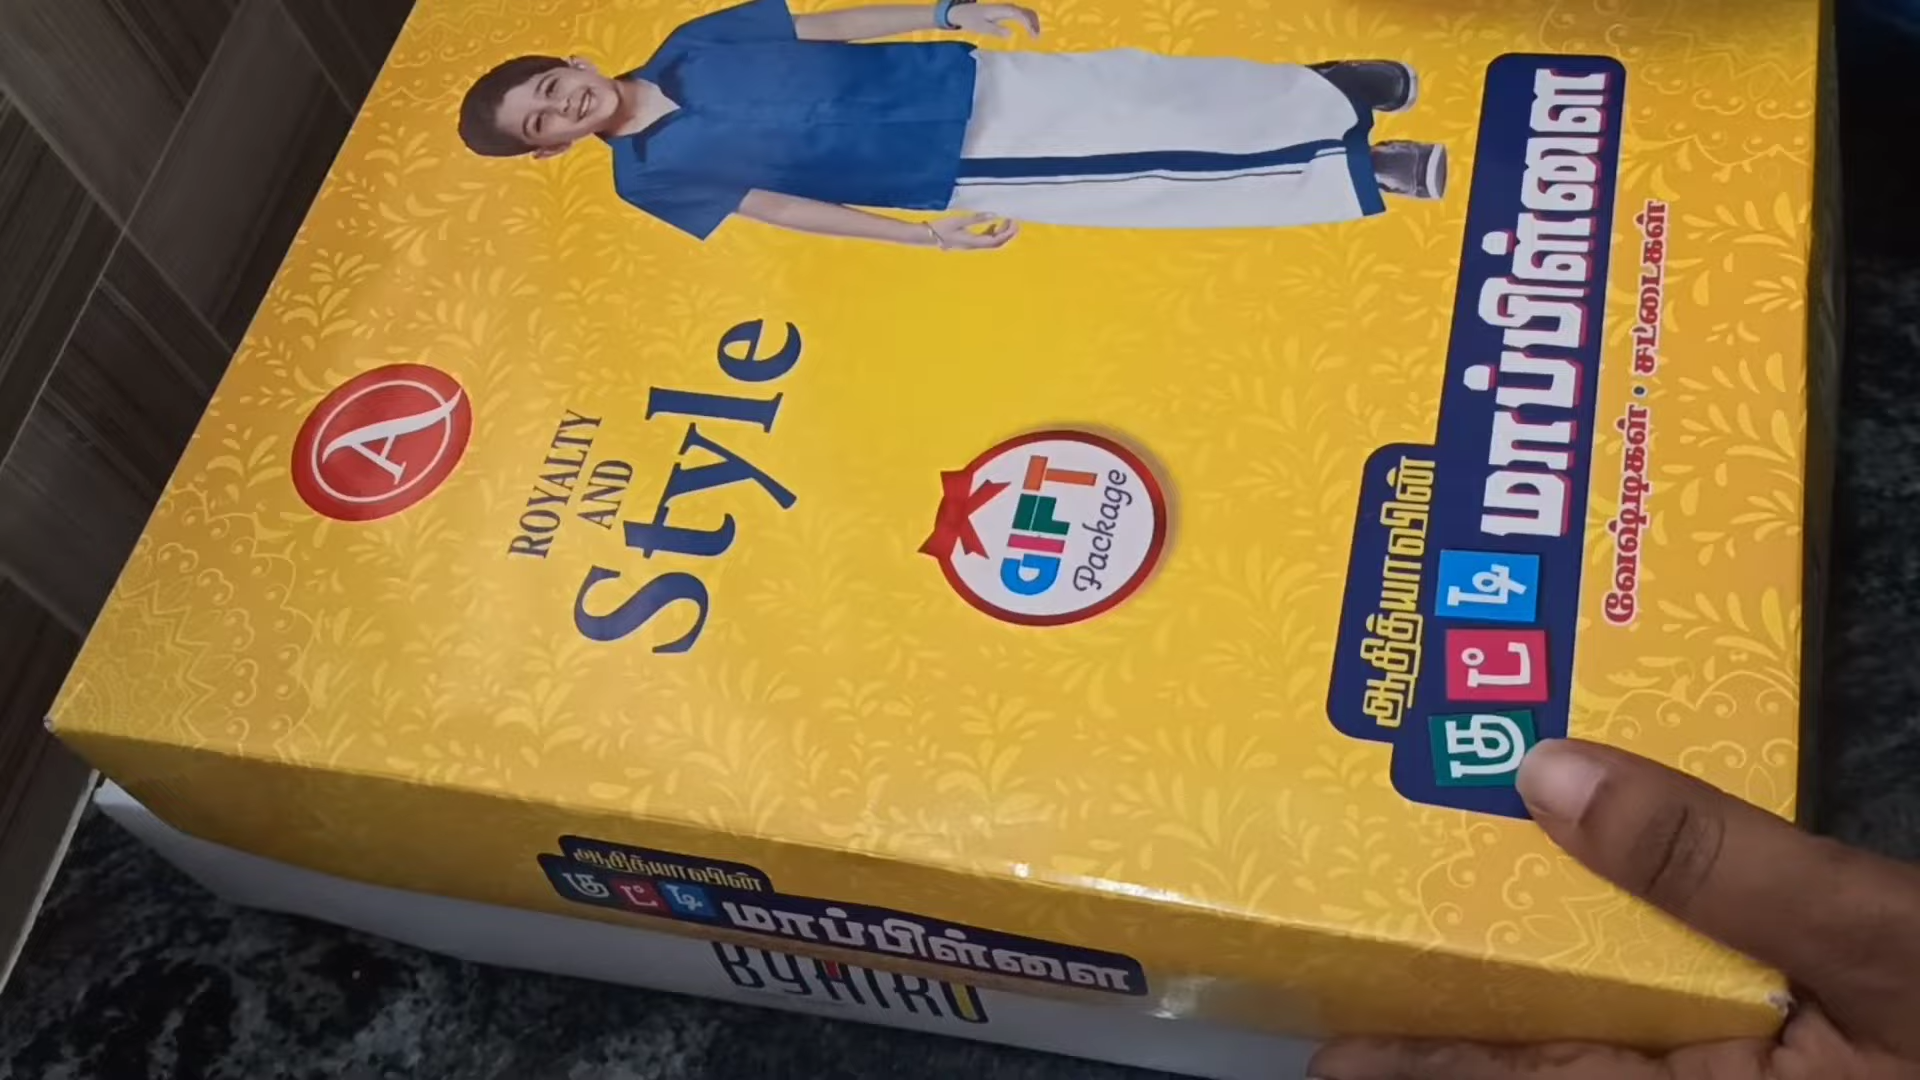 A
ROYALTY
AND
Style
GIFT
Package
ஆதித்யாவின்
குட்டி மாப்பிள்ளை
வேஷ்டிகள் • சட்டைகள்
ஆதித்யாவின்
குட்டி மாப்பிள்ளை